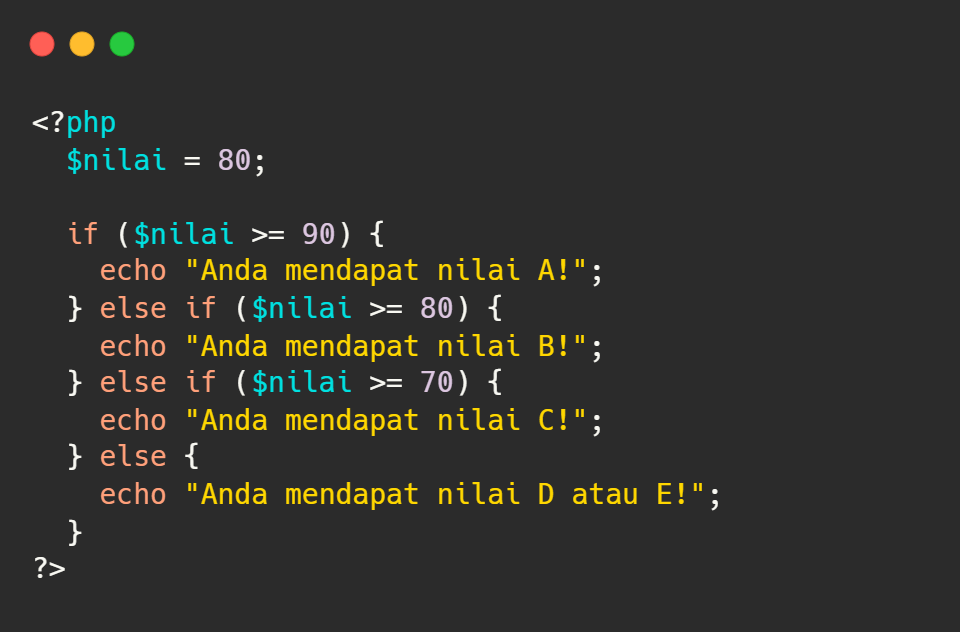 <?php
  $nilai = 80;

  if ($nilai >= 90) {
    echo "Anda mendapat nilai A!";
  } else if ($nilai >= 80) {
    echo "Anda mendapat nilai B!";
  } else if ($nilai >= 70) {
    echo "Anda mendapat nilai C!";
  } else {
    echo "Anda mendapat nilai D atau E!";
  }
?>